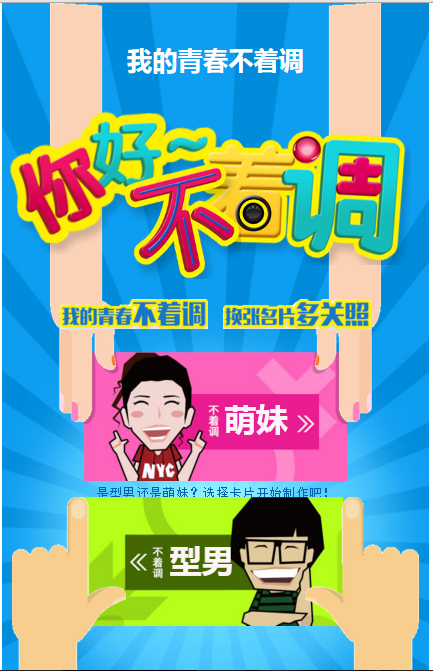 我的青春不着调
你好~
不着调
我的青春不着调 换张名片多关照
不着调 萌妹 »
NYC
是型男还是萌妹？选择卡片开始制作吧！
« 不着调 型男